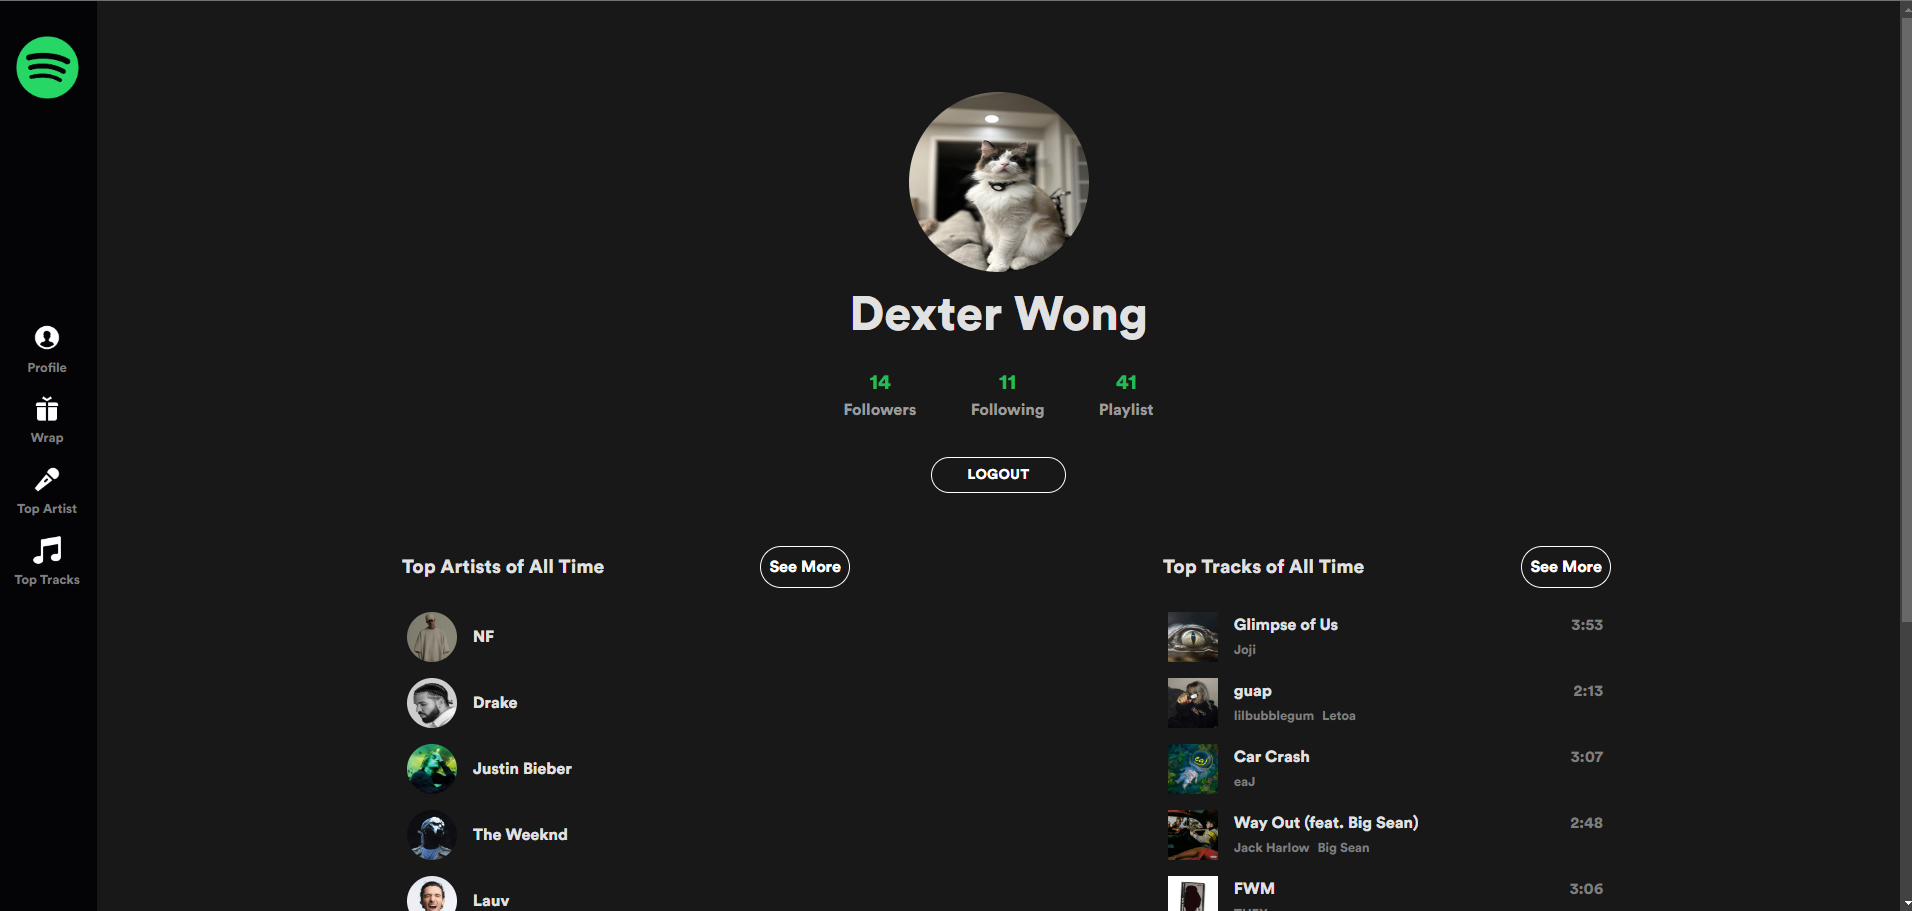 Profile
Wrap
Top Artist
Top Tracks
Dexter Wong
14 11 41
Followers Following Playlist
LOGOUT
Top Artists of All Time See More
NF
Drake
Justin Bieber
The Weeknd
Lauv
Top Tracks of All Time See More
Glimpse of Us 3:53
Joji
guap 2:13
lilbubblegum Letoa
Car Crash 3:07
eaJ
Way Out (feat. Big Sean) 2:48
Jack Harlow Big Sean
FWM 3:06